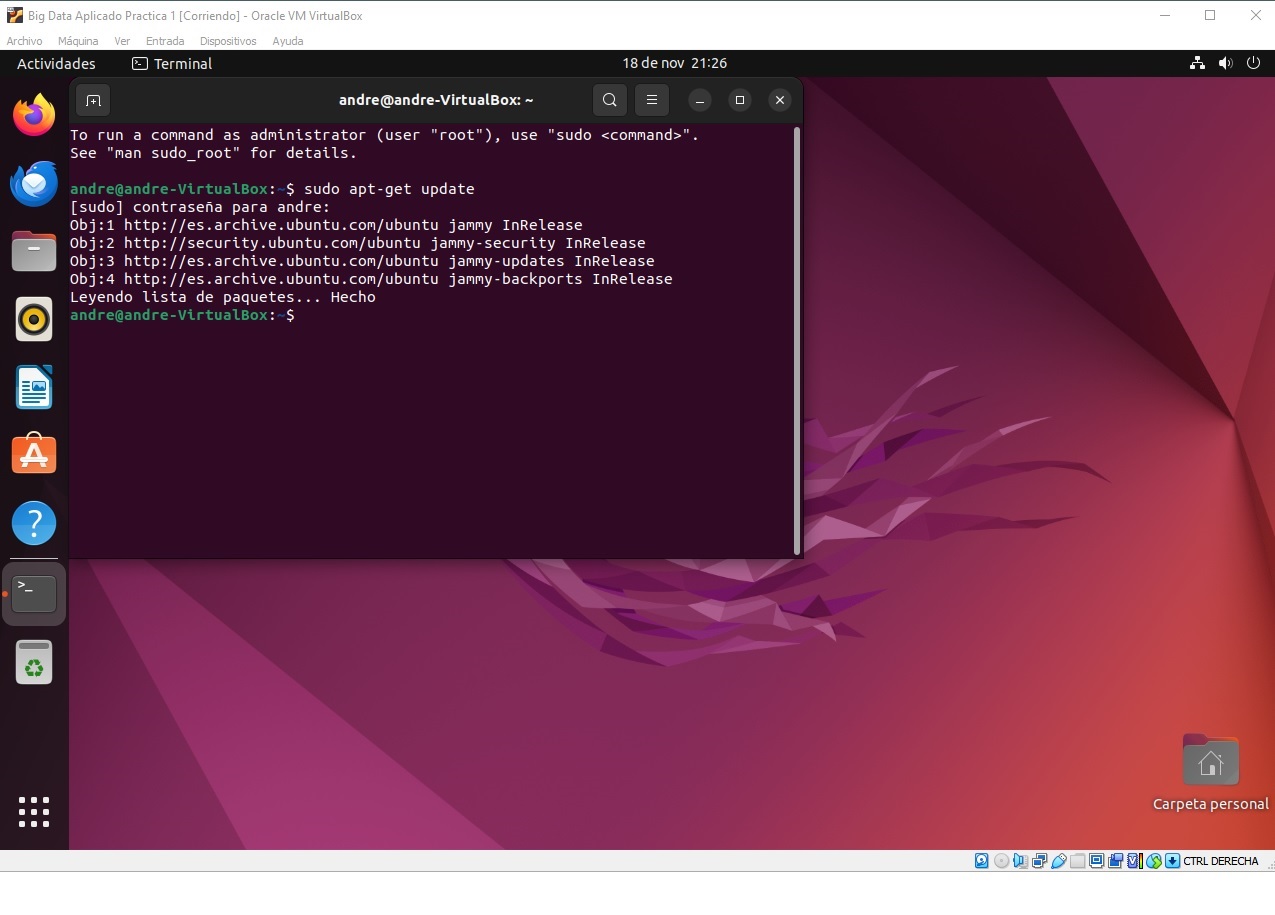 Big Data Aplicado Practica 1 [Corriendo] - Oracle VM VirtualBox
Archivo Máquina Ver Entrada Dispositivos Ayuda
Actividades Terminal 18 de nov 21:26
andre@andre-VirtualBox: ~
To run a command as administrator (user "root"), use "sudo <command>".
See "man sudo_root" for details.
andre@andre-VirtualBox:~$ sudo apt-get update
[sudo] contraseña para andre:
Obj:1 http://es.archive.ubuntu.com/ubuntu jammy InRelease
Obj:2 http://security.ubuntu.com/ubuntu jammy-security InRelease
Obj:3 http://es.archive.ubuntu.com/ubuntu jammy-updates InRelease
Obj:4 http://es.archive.ubuntu.com/ubuntu jammy-backports InRelease
Leyendo lista de paquetes... Hecho
andre@andre-VirtualBox:~$
Carpeta personal
CTRL DERECHA